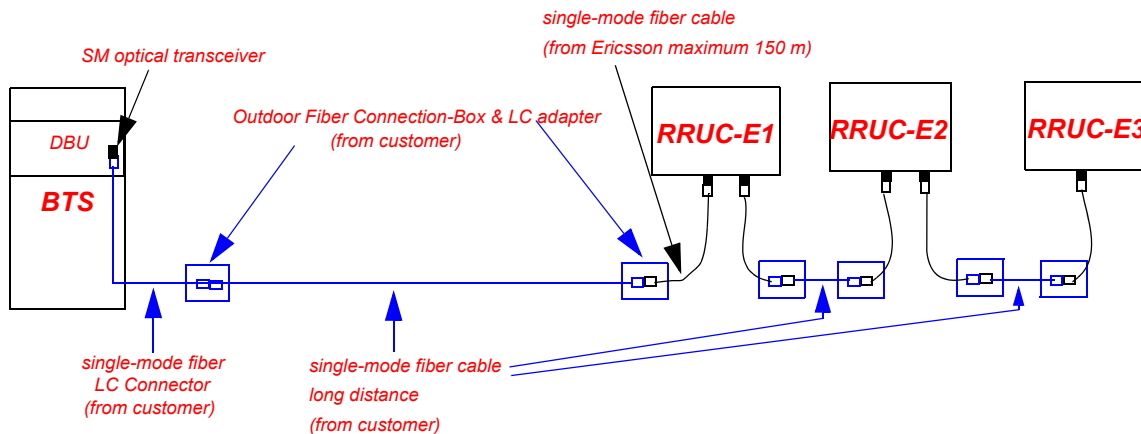 single-mode fiber cable
(from Ericsson maximum 150 m)
SM optical transceiver
Outdoor Fiber Connection-Box & LC adapter
(from customer)
DBU
BTS
RRUC-E1
RRUC-E2
RRUC-E3
single-mode fiber
LC Connector
(from customer)
single-mode fiber cable
long distance
(from customer)